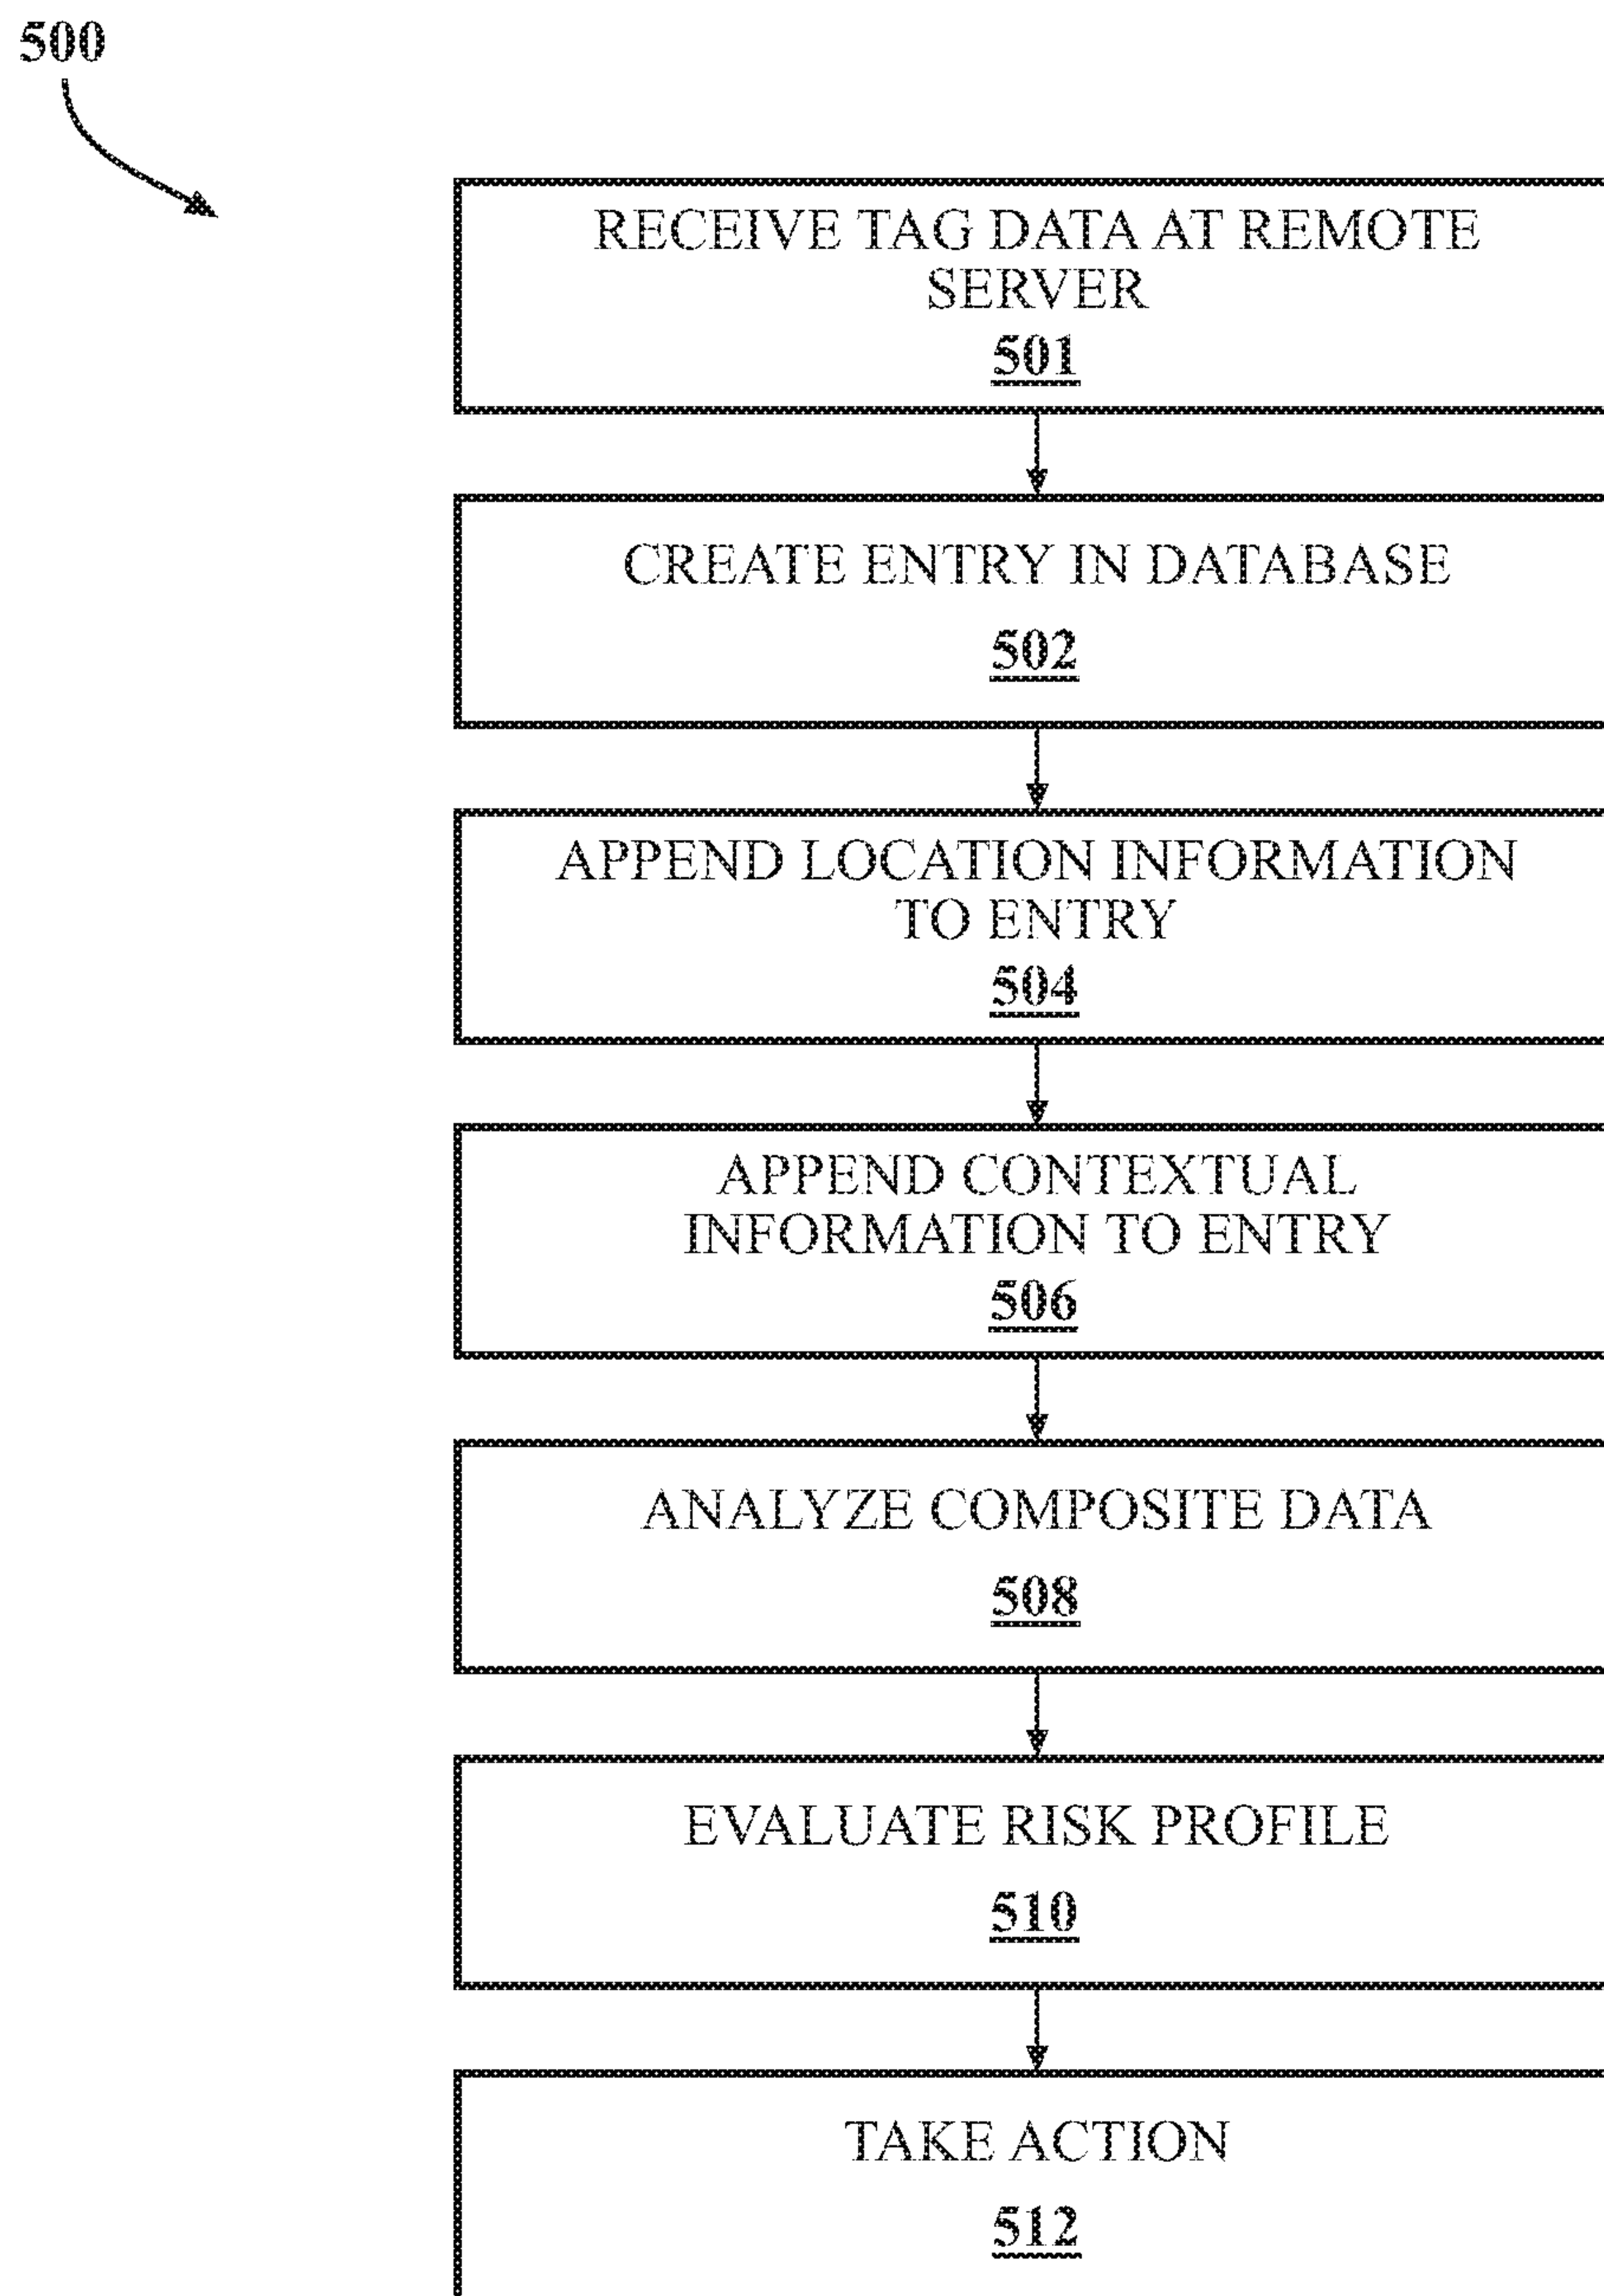 500
RECEIVE TAG DATA AT REMOTE
SERVER
501
CREATE ENTRY IN DATABASE
502
APPEND LOCATION INFORMATION
TO ENTRY
504
APPEND CONTEXTUAL
INFORMATION TO ENTRY
506
ANALYZE COMPOSITE DATA
508
EVALUATE RISK PROFILE
510
TAKE ACTION
512